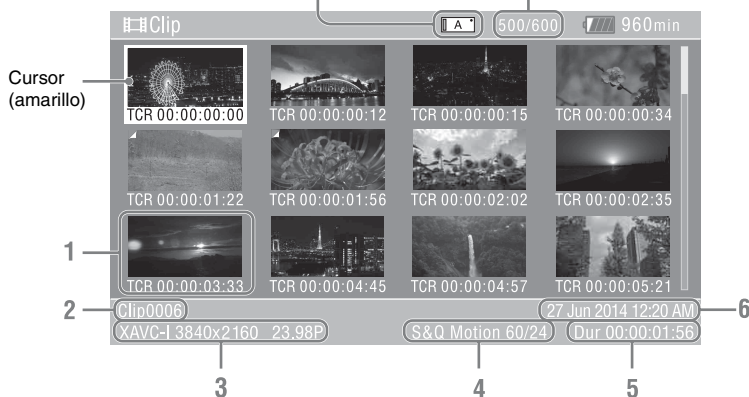 Clip
A
500/600
960min
Cursor
(amarillo)
TCR 00:00:00:00
TCR 00:00:00:12
TCR 00:00:00:15
TCR 00:00:00:34
TCR 00:00:01:22
TCR 00:00:01:56
TCR 00:00:02:02
TCR 00:00:02:35
1
TCR 00:00:03:33
TCR 00:00:04:45
TCR 00:00:04:57
TCR 00:00:05:21
2
Clip0006
27 Jun 2014 12:20 AM
6
XAVC-I 3840x2160 23.98P
S&Q Motion 60/24
Dur 00:00:01:56
3
4
5